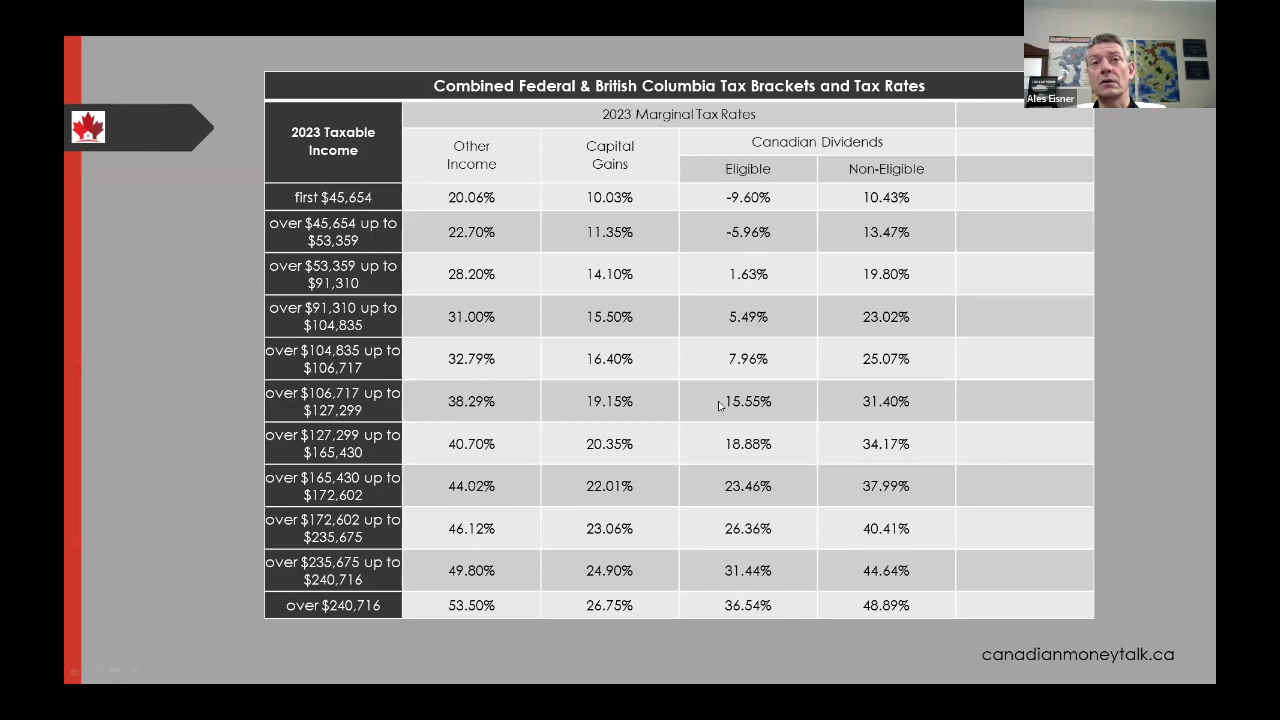 Combined Federal & British Columbia Tax Brackets and Tax Rates
Ales Eisner
2023 Taxable
Income
2023 Marginal Tax Rates
Other
Income
Capital
Gains
Canadian Dividends
Eligible
Non-Eligible
first $45,654
20.06%
10.03%
-9.60%
10.43%
over $45,654 up to
$53,359
22.70%
11.35%
-5.96%
13.47%
over $53,359 up to
$91,310
28.20%
14.10%
1.63%
19.80%
over $91,310 up to
$104,835
31.00%
15.50%
5.49%
23.02%
over $104,835 up to
$106,717
32.79%
16.40%
7.96%
25.07%
over $106,717 up to
$127,299
38.29%
19.15%
15.55%
31.40%
over $127,299 up to
$165,430
40.70%
20.35%
18.88%
34.17%
over $165,430 up to
$172,602
44.02%
22.01%
23.46%
37.99%
over $172,602 up to
$235,675
46.12%
23.06%
26.36%
40.41%
over $235,675 up to
$240,716
49.80%
24.90%
31.44%
44.64%
over $240,716
53.50%
26.75%
36.54%
48.89%
canadianmoneytalk.ca